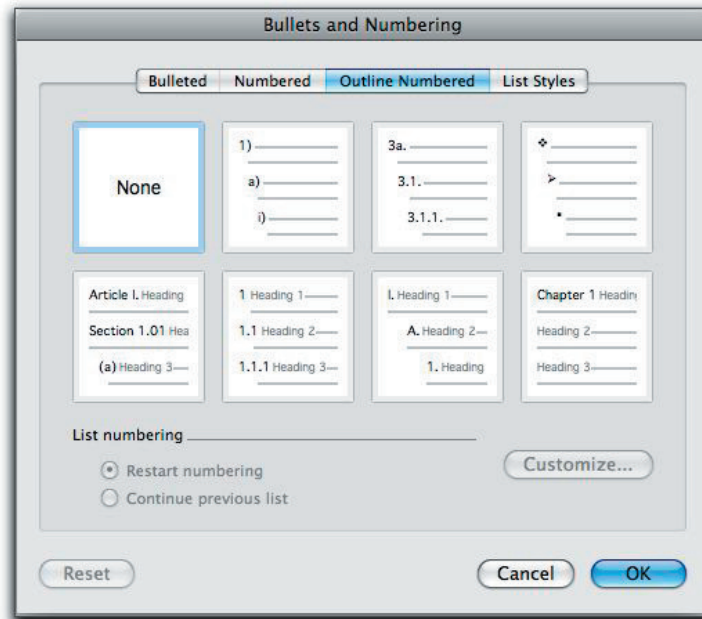 Bullets and Numbering
Bulleted Numbered Outline Numbered List Styles
None
1)
a)
i)
3a.
3.1.
3.1.1.
Article I. Heading
Section 1.01 Hea
(a) Heading 3
1 Heading 1
1.1 Heading 2
1.1.1 Heading 3
I. Heading 1
A. Heading 2
1. Heading
Chapter 1 Headin
Heading 2
Heading 3
List numbering
Restart numbering
Continue previous list
Customize...
Reset Cancel OK